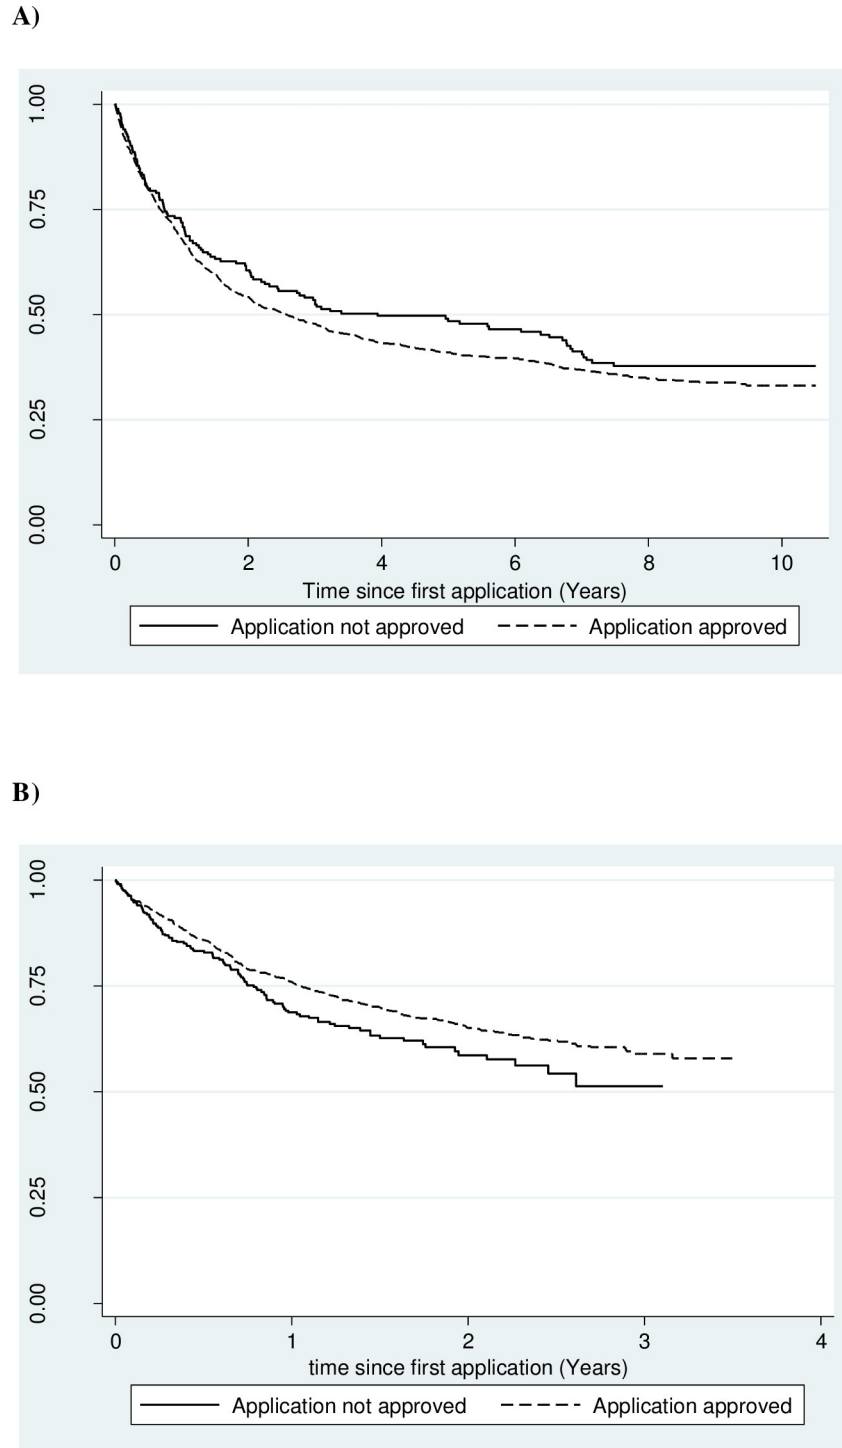 A)
1.00
0.75
0.50
0.25
0.00
0 2 4 6 8 10
Time since first application (Years)
Application not approved Application approved
B)
1.00
0.75
0.50
0.25
0.00
0 1 2 3 4
time since first application (Years)
Application not approved Application approved